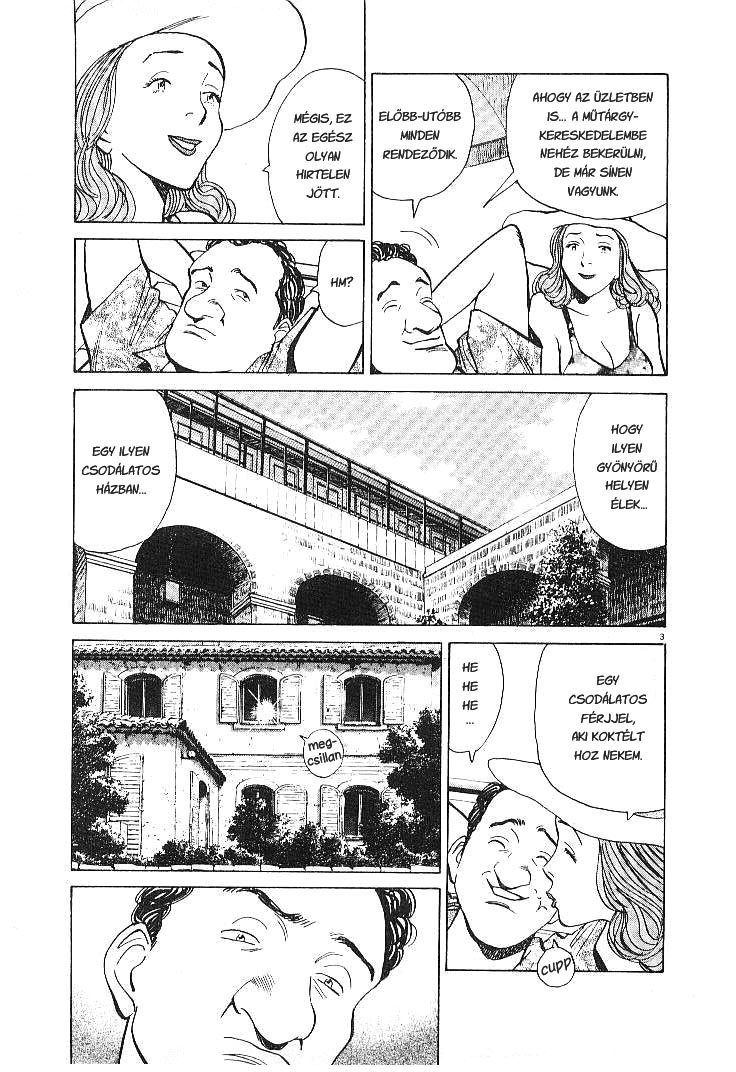 AHOGY AZ ÜZLETBEN
IS... A MŰTÁRGY-
KERESKEDELEMBE
NEHÉZ BEKERÜLNI,
DE MÁR SÍNEN
VAGYUNK.
ELŐBB-UTÓBB
MINDEN
RENDEZŐDIK.
MÉGIS, EZ
AZ EGÉSZ
OLYAN
HIRTELEN
JÖTT.
HM?
HOGY
ILYEN
GYÖNYÖRŰ
HELYEN
ÉLEK...
EGY ILYEN
CSODÁLATOS
HÁZBAN...
3
EGY
CSODÁLATOS
FÉRJJEL,
AKI KOKTÉLT
HOZ NEKEM.
HE
HE
HE
...
cupp
meg-
csillan